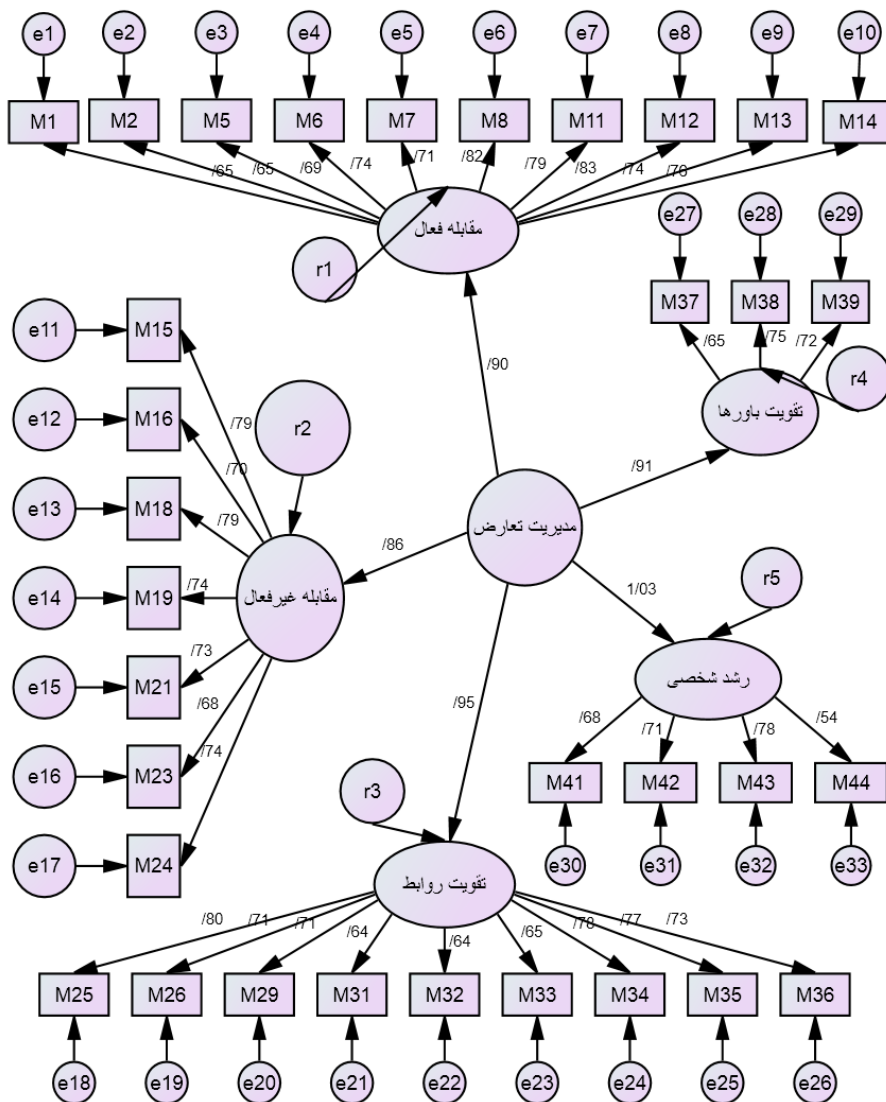 e1 e2 e3 e4 e5 e6 e7 e8 e9 e10
M1 M2 M5 M6 M7 M8 M11 M12 M13 M14
/65 /65 /69 /74 /71 /82 /79 /83 /74 /76
مقابله فعال
r1
e27 e28 e29
M37 M38 M39
/65 /75 /72
r4
تقویت باورها
/90
/91
e11 M15
e12 M16
e13 M18
e14 M19
e15 M21
e16 M23
e17 M24
/79
/70
/79
/74
/73
/68
/74
r2
مقابله غیرفعال
/86
مدیریت تعارض
1/03
r5
رشد شخصی
/68 /71 /78 /54
M41 M42 M43 M44
e30 e31 e32 e33
/95
r3
تقویت روابط
/80 /71 /71 /64 /64 /65 /78 /77 /73
M25 M26 M29 M31 M32 M33 M34 M35 M36
e18 e19 e20 e21 e22 e23 e24 e25 e26